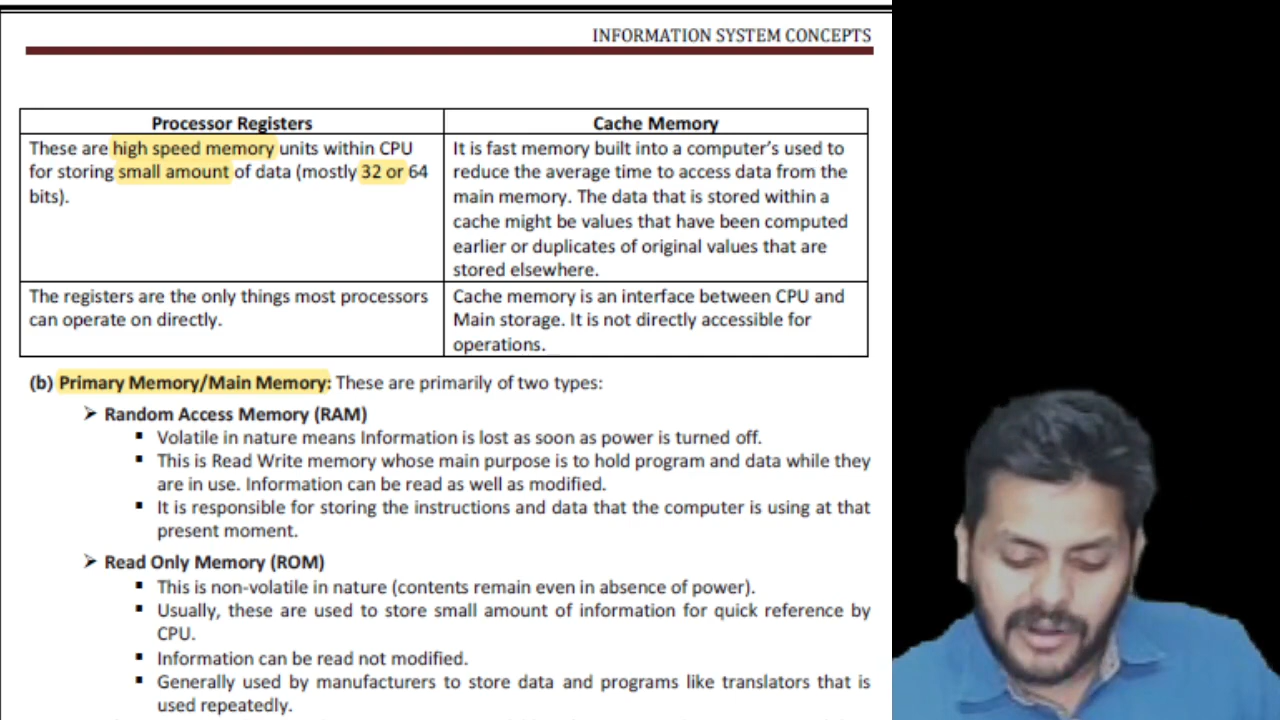 INFORMATION SYSTEM CONCEPTS
Processor Registers
Cache Memory
These are high speed memory units within CPU
for storing small amount of data (mostly 32 or 64
bits).
It is fast memory built into a computer's used to
reduce the average time to access data from the
main memory. The data that is stored within a
cache might be values that have been computed
earlier or duplicates of original values that are
stored elsewhere.
The registers are the only things most processors
can operate on directly.
Cache memory is an interface between CPU and
Main storage. It is not directly accessible for
operations.
(b) Primary Memory/Main Memory: These are primarily of two types:
➢ Random Access Memory (RAM)
▪ Volatile in nature means Information is lost as soon as power is turned off.
▪ This is Read Write memory whose main purpose is to hold program and data while they
are in use. Information can be read as well as modified.
▪ It is responsible for storing the instructions and data that the computer is using at that
present moment.
➢ Read Only Memory (ROM)
▪ This is non-volatile in nature (contents remain even in absence of power).
▪ Usually, these are used to store small amount of information for quick reference by
CPU.
▪ Information can be read not modified.
▪ Generally used by manufacturers to store data and programs like translators that is
used repeatedly.